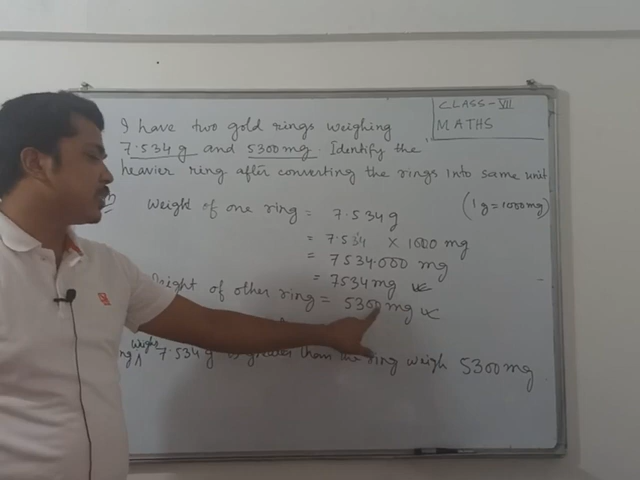 CLASS - VII
MATHS
I have two gold rings weighing
7.534 g and 5300 mg. Identify the
heavier ring after converting the rings into same unit
Weight of one ring = 7.534 g (1 g = 1000 mg)
= 7.534 × 1000 mg
= 7534.000 mg
= 7534 mg
of other ring = 5300 mg
weighs 7.534 g is greater than the ring weigh 5300 mg